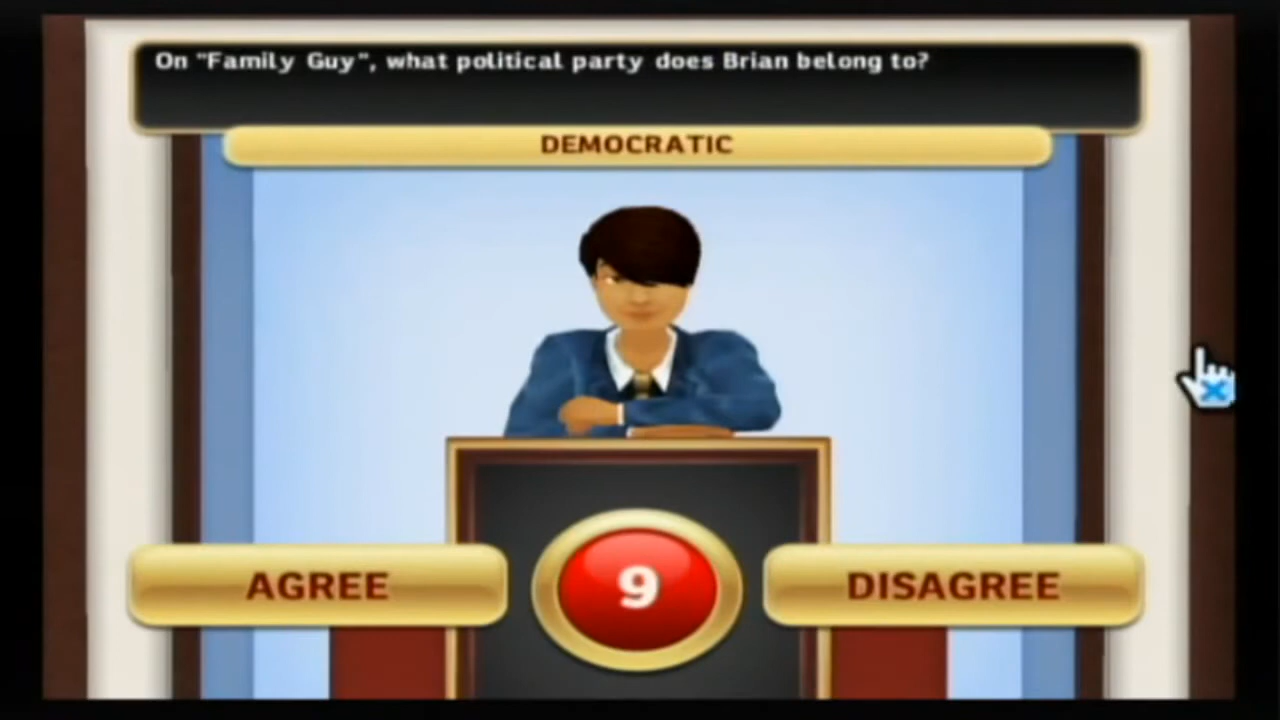 On "Family Guy", what political party does Brian belong to?
DEMOCRATIC
AGREE
9
DISAGREE